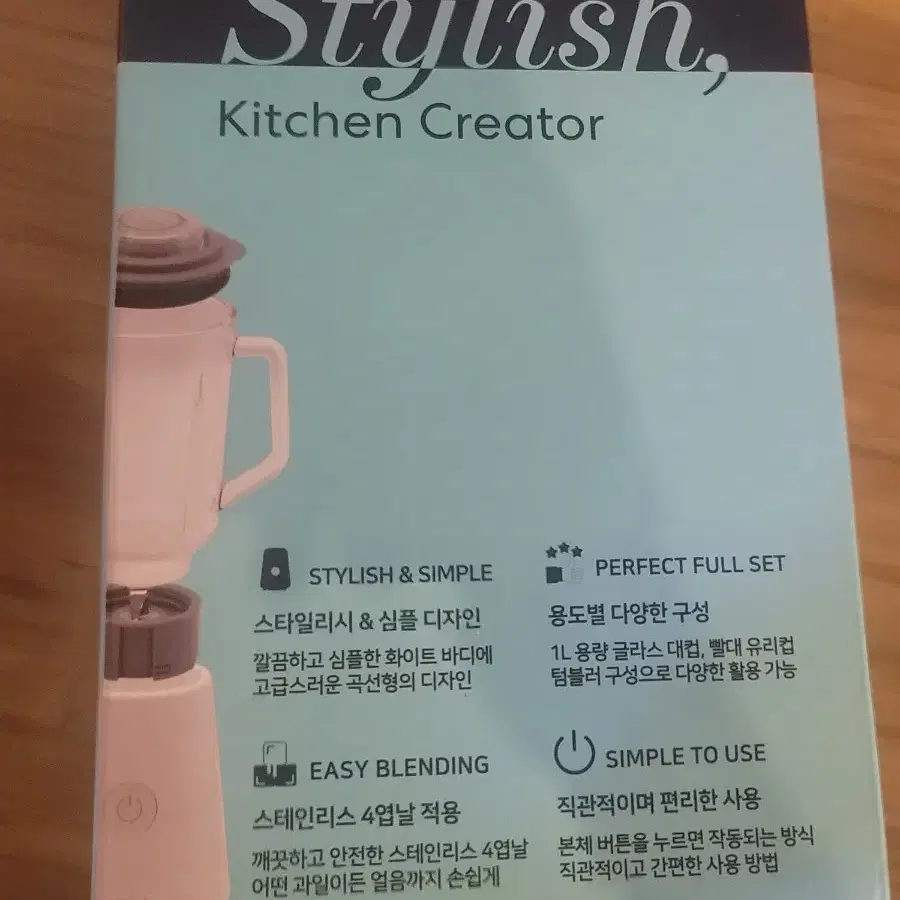 Stylish,
Kitchen Creator
STYLISH & SIMPLE
스타일리시 & 심플 디자인
깔끔하고 심플한 화이트 바디에
고급스러운 곡선형의 디자인
PERFECT FULL SET
용도별 다양한 구성
1L 용량 글라스 대컵, 빨대 유리컵
텀블러 구성으로 다양한 활용 가능
EASY BLENDING
스테인리스 4엽날 적용
깨끗하고 안전한 스테인리스 4엽날
어떤 과일이든 얼음까지 손쉽게
SIMPLE TO USE
직관적이며 편리한 사용
본체 버튼을 누르면 작동되는 방식
직관적이고 간편한 사용 방법